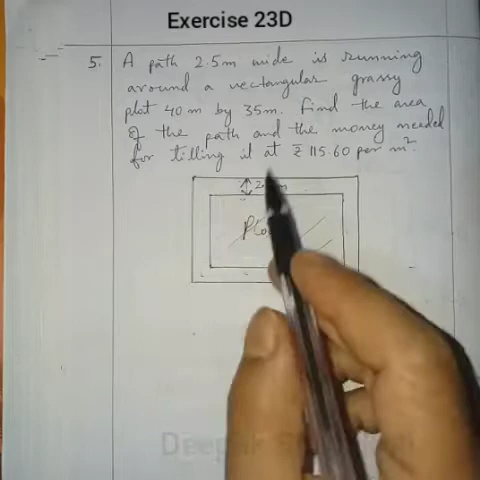 Exercise 23D
5. A path 2.5m wide is running
around a rectangular grassy
plot 40 m by 35m. Find the area
of the path and the money needed
for tilling it at ₹ 115.60 per m².